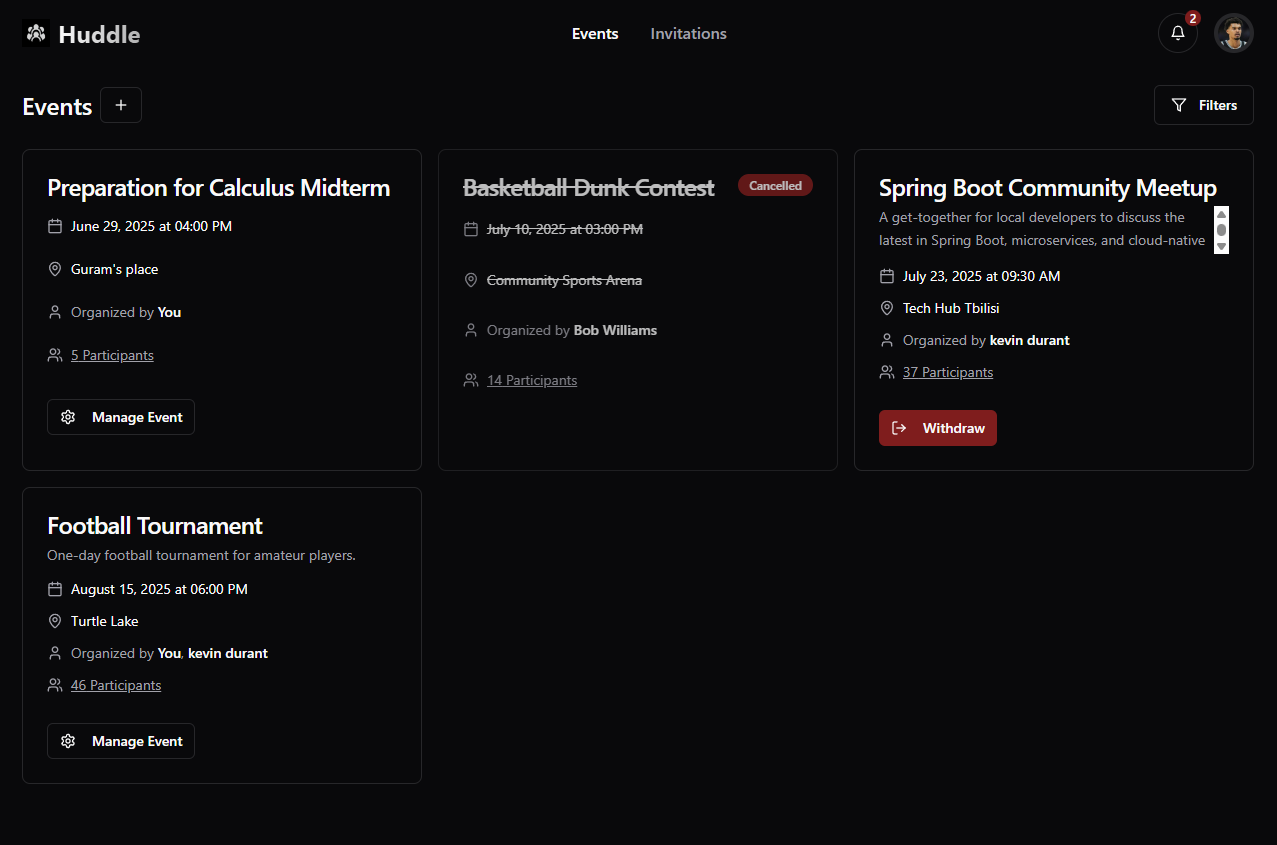 Huddle
Events
Invitations
2
Events
+
Filters
Preparation for Calculus Midterm
June 29, 2025 at 04:00 PM
Guram's place
Organized by You
5 Participants
Manage Event
Basketball Dunk Contest
Cancelled
July 10, 2025 at 03:00 PM
Community Sports Arena
Organized by Bob Williams
14 Participants
Spring Boot Community Meetup
A get-together for local developers to discuss the
latest in Spring Boot, microservices, and cloud-native
July 23, 2025 at 09:30 AM
Tech Hub Tbilisi
Organized by kevin durant
37 Participants
Withdraw
Football Tournament
One-day football tournament for amateur players.
August 15, 2025 at 06:00 PM
Turtle Lake
Organized by You, kevin durant
46 Participants
Manage Event